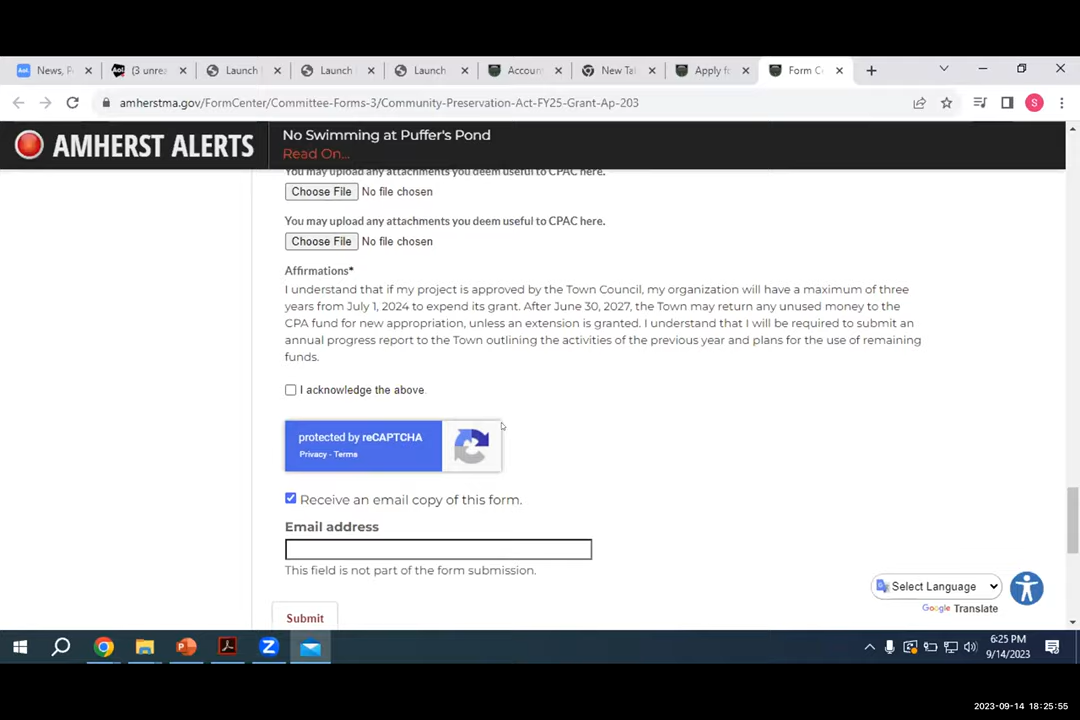 News, P
(3 unre
Launch
Launch
Launch
Accoun
New Ta
Apply fo
Form C
amherstma.gov/FormCenter/Committee-Forms-3/Community-Preservation-Act-FY25-Grant-Ap-203
S
AMHERST ALERTS
No Swimming at Puffer's Pond
Read On...
You may upload any attachments you deem useful to CPAC here.
Choose File No file chosen
You may upload any attachments you deem useful to CPAC here.
Choose File No file chosen
Affirmations*
I understand that if my project is approved by the Town Council, my organization will have a maximum of three
years from July 1, 2024 to expend its grant. After June 30, 2027, the Town may return any unused money to the
CPA fund for new appropriation, unless an extension is granted. I understand that I will be required to submit an
annual progress report to the Town outlining the activities of the previous year and plans for the use of remaining
funds.
I acknowledge the above.
protected by reCAPTCHA
Privacy - Terms
Receive an email copy of this form.
Email address
This field is not part of the form submission.
Select Language
Google Translate
Submit
6:25 PM
9/14/2023
2023-09-14 18:25:55